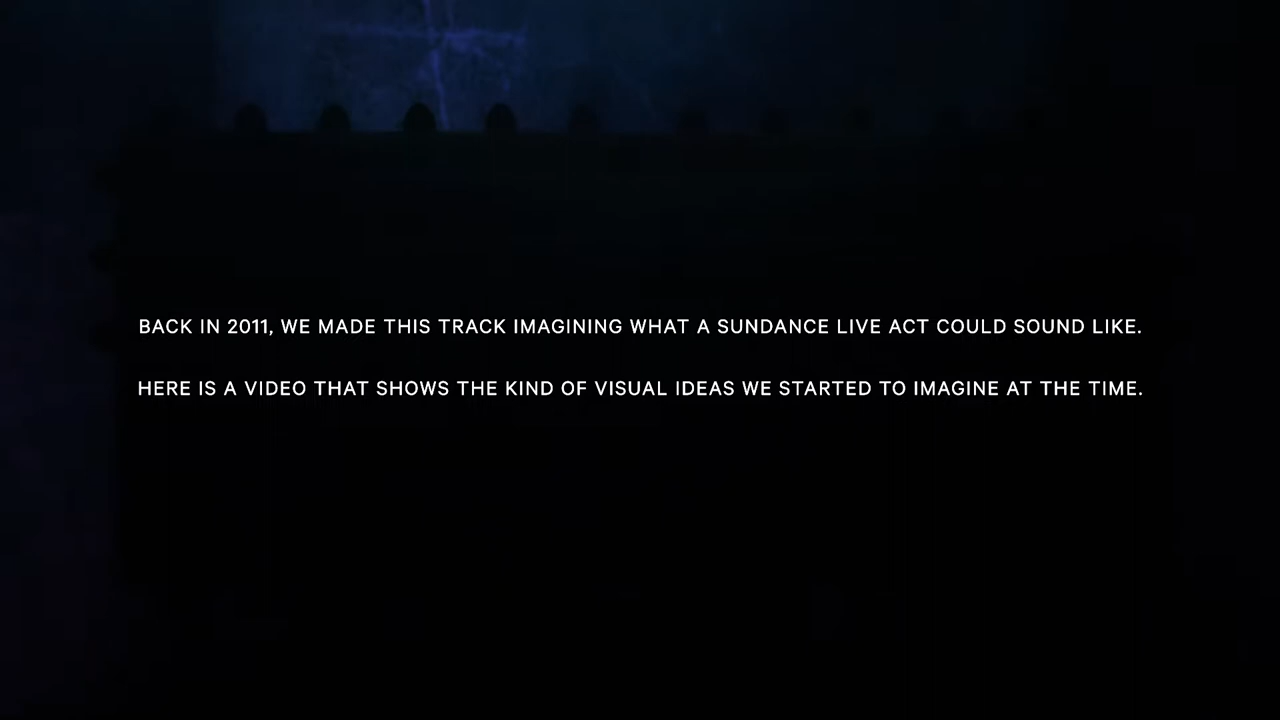 BACK IN 2011, WE MADE THIS TRACK IMAGINING WHAT A SUNDANCE LIVE ACT COULD SOUND LIKE.
HERE IS A VIDEO THAT SHOWS THE KIND OF VISUAL IDEAS WE STARTED TO IMAGINE AT THE TIME.